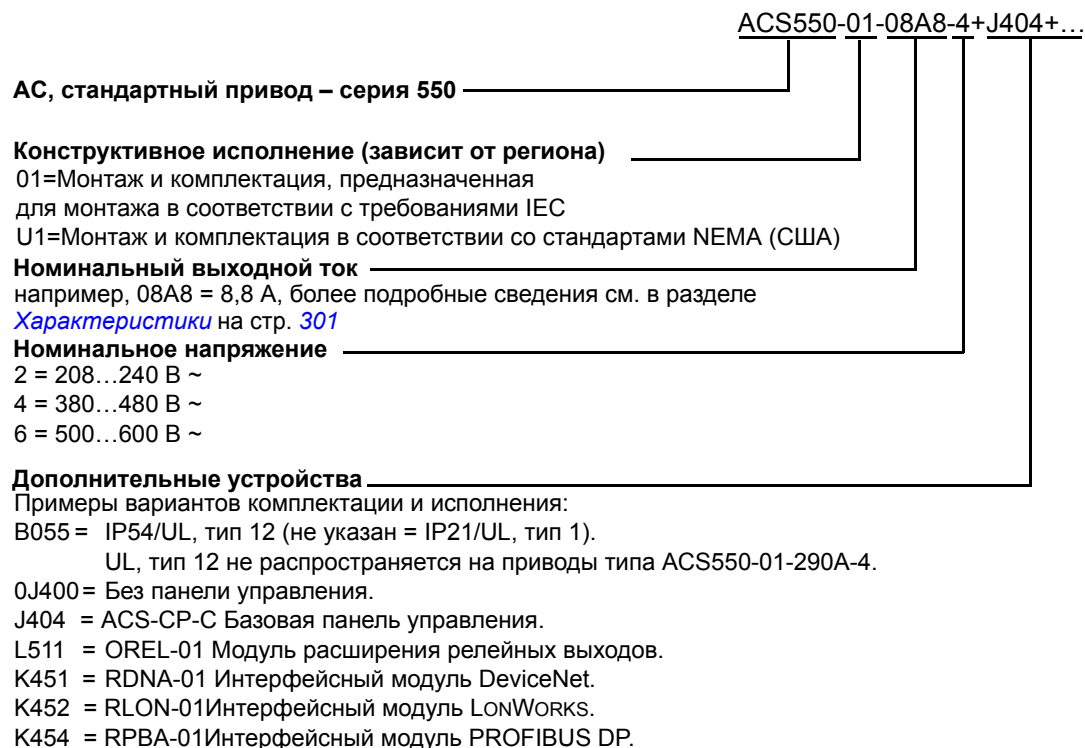 ACS550-01-08A8-4+J404+…
AC, стандартный привод – серия 550
Конструктивное исполнение (зависит от региона)
01=Монтаж и комплектация, предназначенная
для монтажа в соответствии с требованиями IEC
U1=Монтаж и комплектация в соответствии со стандартами NEMA (США)
Номинальный выходной ток
например, 08A8 = 8,8 A, более подробные сведения см. в разделе
Характеристики на стр. 301
Номинальное напряжение
2 = 208…240 В ~
4 = 380…480 В ~
6 = 500…600 В ~
Дополнительные устройства
Примеры вариантов комплектации и исполнения:
B055 = IP54/UL, тип 12 (не указан = IP21/UL, тип 1).
UL, тип 12 не распространяется на приводы типа ACS550-01-290A-4.
0J400 = Без панели управления.
J404 = ACS-CP-C Базовая панель управления.
L511 = OREL-01 Модуль расширения релейных выходов.
K451 = RDNA-01 Интерфейсный модуль DeviceNet.
K452 = RLON-01Интерфейсный модуль LONWORKS.
K454 = RPBA-01Интерфейсный модуль PROFIBUS DP.